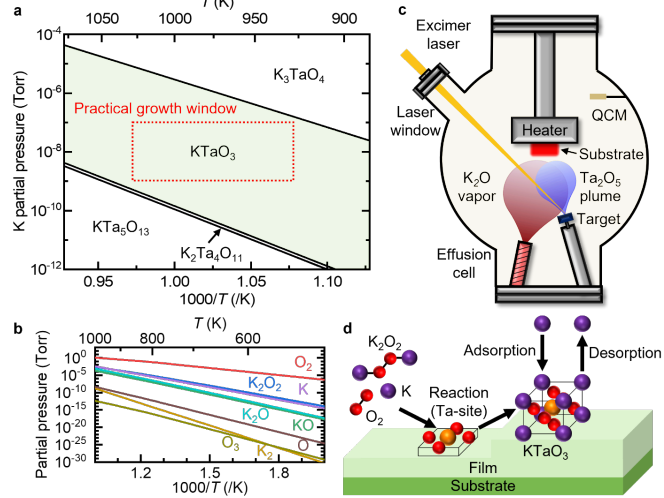 a
T (/K)
1050
1000
950
900
10-4
10-6
10-8
10-10
10-12
K partial pressure (Torr)
K3TaO4
Practical growth window
KTaO3
KTa5O13
K2Ta4O11
0.95
1.00
1.05
1.10
1000/T (/K)
b
T (/K)
1000
800
600
100
10-5
10-10
10-15
10-20
10-25
10-30
Partial pressure (Torr)
O2
K2O2
K
K2O
KO
O
O3
K2
1.2
1.5
1.8
1000/T (/K)
c
Excimer
laser
Laser
window
Heater
QCM
Substrate
K2O
vapor
Ta2O5
plume
Target
Effusion
cell
d
K2O2
K
O2
Reaction
(Ta-site)
Adsorption
Desorption
KTaO3
Film
Substrate